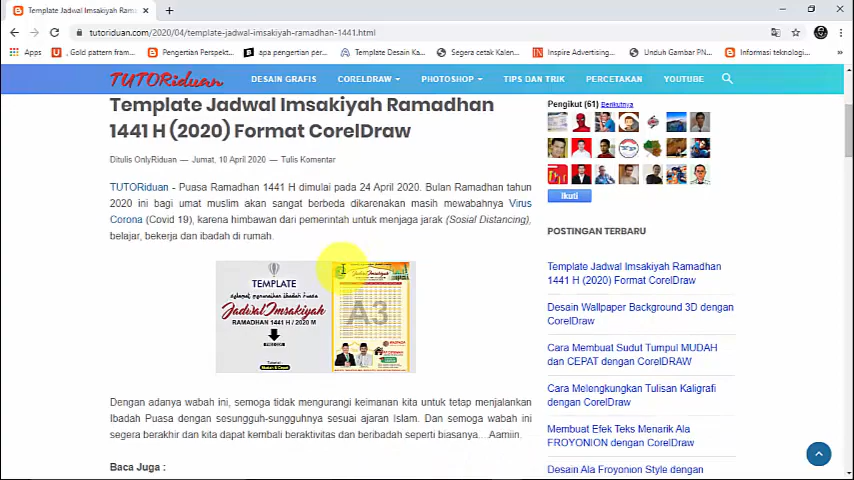 Template Jadwal Imsakiyah Rama
tutoriduan.com/2020/04/template-jadwal-imsakiyah-ramadhan-1441.html
Apps
, Gold pattern fram...
Pengertian Perspekt...
apa pengertian per...
Template Desain Ka...
Segera cetak Kalen...
Inspire Advertising...
Unduh Gambar PN...
Informasi teknologi...
TUTORiduan
DESAIN GRAFIS
CORELDRAW
PHOTOSHOP
TIPS DAN TRIK
PERCETAKAN
YOUTUBE
Template Jadwal Imsakiyah Ramadhan
1441 H (2020) Format CorelDraw
Ditulis OnlyRiduan — Jumat, 10 April 2020 — Tulis Komentar
TUTORiduan - Puasa Ramadhan 1441 H dimulai pada 24 April 2020. Bulan Ramadhan tahun
2020 ini bagi umat muslim akan sangat berbeda dikarenakan masih mewabahnya Virus
Corona (Covid 19), karena himbawan dari pemerintah untuk menjaga jarak (Sosial Distancing),
belajar, bekerja dan ibadah di rumah.
TEMPLATE
Selamat menunaikan Ibadah Puasa
Jadwal Imsakiyah
RAMADHAN 1441 H / 2020 M
Jadwal Imsakiyah
A3
Dengan adanya wabah ini, semoga tidak mengurangi keimanan kita untuk tetap menjalankan
Ibadah Puasa dengan sesungguh-sungguhnya sesuai ajaran Islam. Dan semoga wabah ini
segera berakhir dan kita dapat kembali beraktivitas dan beribadah seperti biasanya....Aamiin.
Baca Juga :
Pengikut (61) Berikutnya
Ikuti
POSTINGAN TERBARU
Template Jadwal Imsakiyah Ramadhan
1441 H (2020) Format CorelDraw
Desain Wallpaper Background 3D dengan
CorelDraw
Cara Membuat Sudut Tumpul MUDAH
dan CEPAT dengan CorelDRAW
Cara Melengkungkan Tulisan Kaligrafi
dengan CorelDraw
Membuat Efek Teks Menarik Ala
FROYONION dengan CorelDraw
Desain Ala Froyonion Style dengan